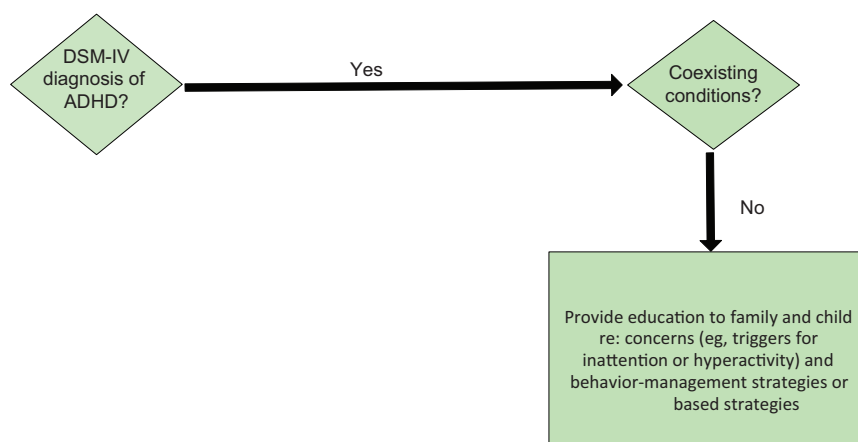 DSM-IV
diagnosis of
ADHD?
Yes
Coexisting
conditions?
No
Provide education to family and child
re: concerns (eg, triggers for
inattention or hyperactivity) and
behavior-management strategies or
based strategies